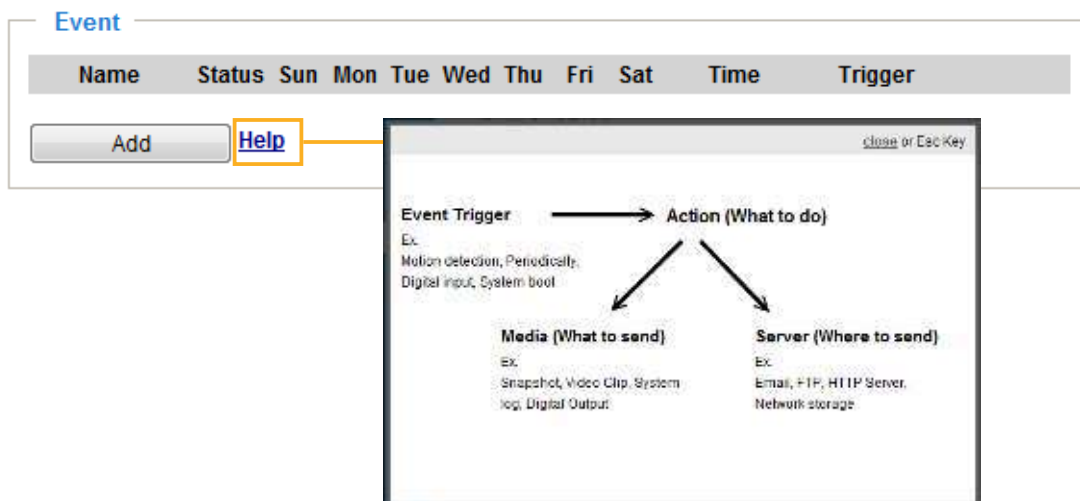 Event
Name Status Sun Mon Tue Wed Thu Fri Sat Time Trigger
Add Help
close or Esc Key
Event Trigger
Ex.
Motion detection, Periodically,
Digital input, System boot
Action (What to do)
Media (What to send)
Ex.
Snapshot, Video Clip, System
log, Digital Output
Server (Where to send)
Ex.
Email, FTP, HTTP Server,
Network storage